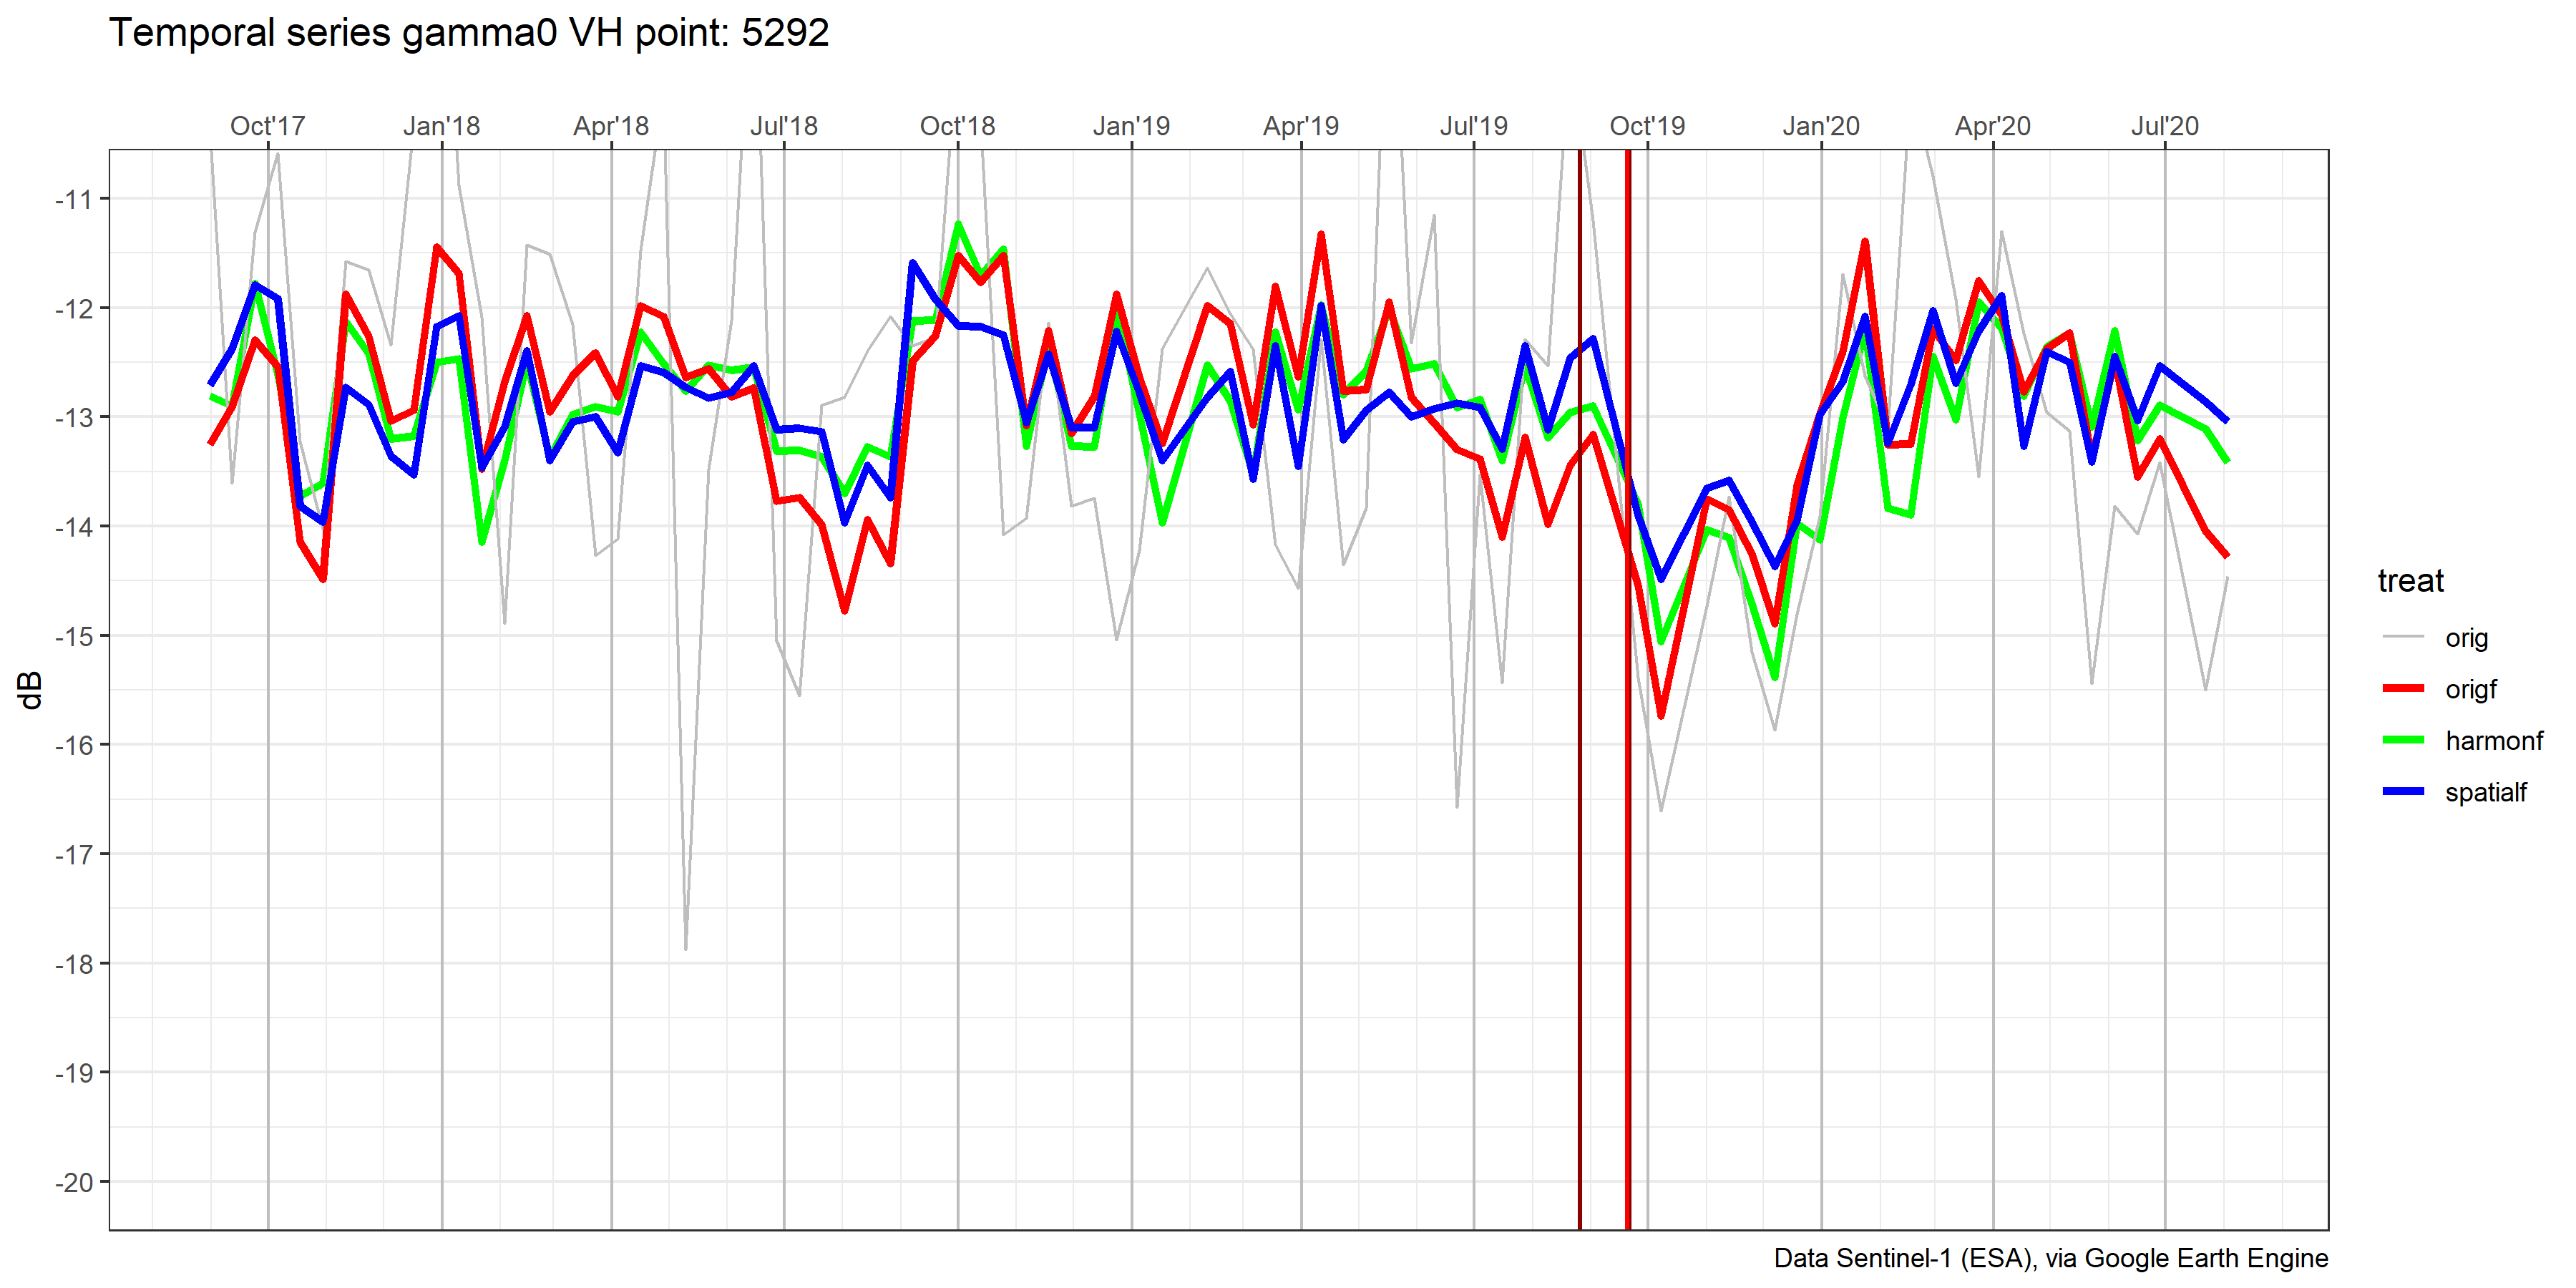 Temporal series gamma0 VH point: 5292
Oct'17 Jan'18 Apr'18 Jul'18 Oct'18 Jan'19 Apr'19 Jul'19 Oct'19 Jan'20 Apr'20 Jul'20
-11
-12
-13
-14
-15
-16
-17
-18
-19
-20
dB
treat
orig
origf
harmonf
spatialf
Data Sentinel-1 (ESA), via Google Earth Engine